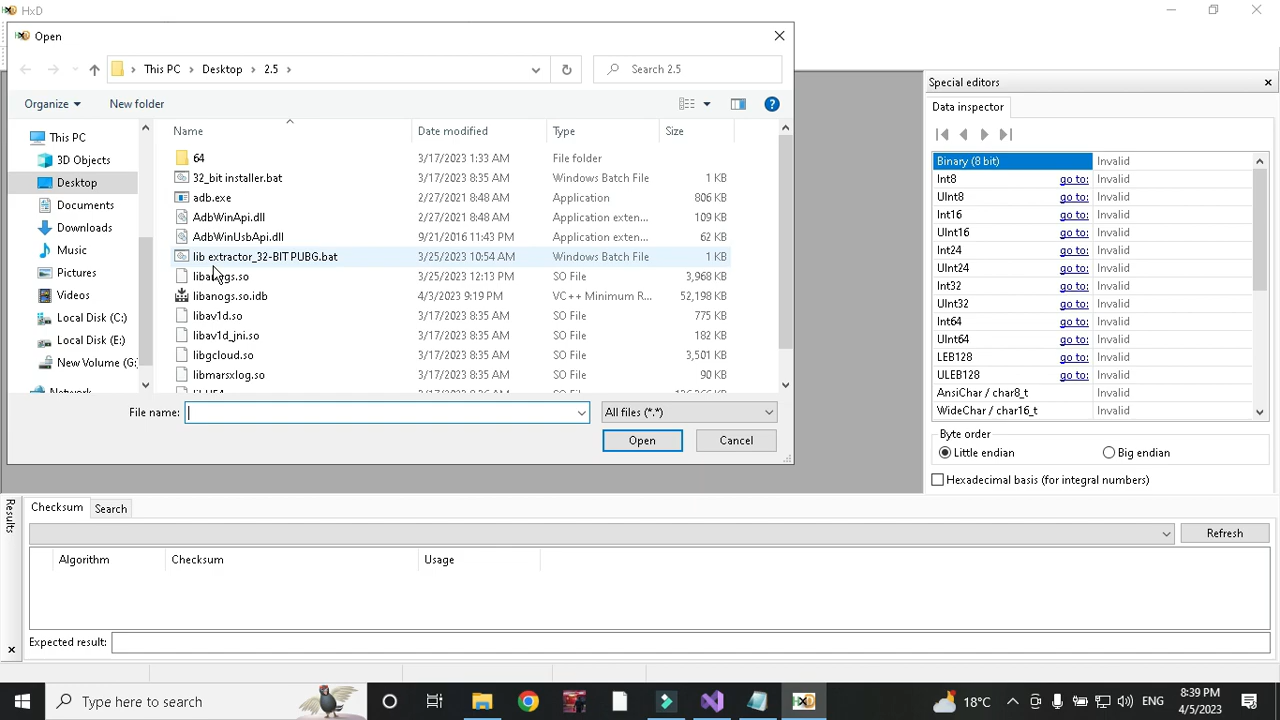 HxD
Open
This PC > Desktop > 2.5 >
Search 2.5
Organize
New folder
This PC
3D Objects
Desktop
Documents
Downloads
Music
Pictures
Videos
Local Disk (C:)
Local Disk (E:)
New Volume (G:
Network
Name Date modified Type Size
64 3/17/2023 1:33 AM File folder
32_bit installer.bat 3/17/2023 8:35 AM Windows Batch File 1 KB
adb.exe 2/27/2021 8:48 AM Application 806 KB
AdbWinApi.dll 2/27/2021 8:48 AM Application exten... 109 KB
AdbWinUsbApi.dll 9/21/2016 11:43 PM Application exten... 62 KB
lib extractor_32-BIT PUBG.bat 3/25/2023 10:54 AM Windows Batch File 1 KB
libanogs.so 3/25/2023 12:13 PM SO File 3,968 KB
libanogs.so.idb 4/3/2023 9:19 PM VC++ Minimum R... 52,198 KB
libav1d.so 3/17/2023 8:35 AM SO File 775 KB
libav1d_jni.so 3/17/2023 8:35 AM SO File 182 KB
libgcloud.so 3/17/2023 8:35 AM SO File 3,501 KB
libmarsxlog.so 3/17/2023 8:35 AM SO File 90 KB
File name:
All files (*.*)
Open
Cancel
Special editors
Data inspector
Binary (8 bit) Invalid
Int8 go to: Invalid
UInt8 go to: Invalid
Int16 go to: Invalid
UInt16 go to: Invalid
Int24 go to: Invalid
UInt24 go to: Invalid
Int32 go to: Invalid
UInt32 go to: Invalid
Int64 go to: Invalid
UInt64 go to: Invalid
LEB128 go to: Invalid
ULEB128 go to: Invalid
AnsiChar / char8_t Invalid
WideChar / char16_t Invalid
Byte order
Little endian
Big endian
Hexadecimal basis (for integral numbers)
Results
Checksum
Search
Refresh
Algorithm Checksum Usage
Expected result:
Type here to search
18°C
ENG
8:39 PM
4/5/2023